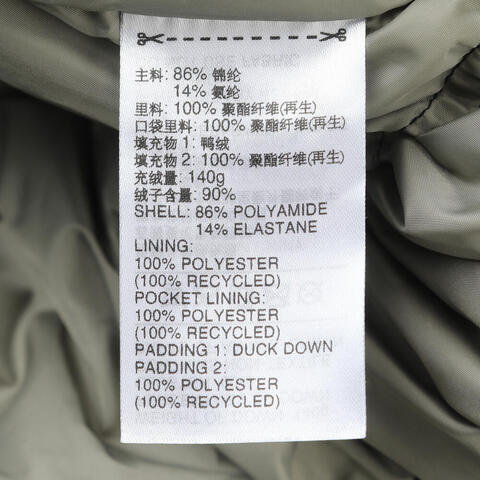 主料: 86% 锦纶
14% 氨纶
里料: 100% 聚酯纤维(再生)
口袋里料: 100% 聚酯纤维(再生)
填充物 1: 鸭绒
填充物 2: 100% 聚酯纤维(再生)
充绒量: 140g
绒子含量: 90%
SHELL: 86% POLYAMIDE
14% ELASTANE
LINING:
100% POLYESTER
(100% RECYCLED)
POCKET LINING:
100% POLYESTER
(100% RECYCLED)
PADDING 1: DUCK DOWN
PADDING 2:
100% POLYESTER
(100% RECYCLED)